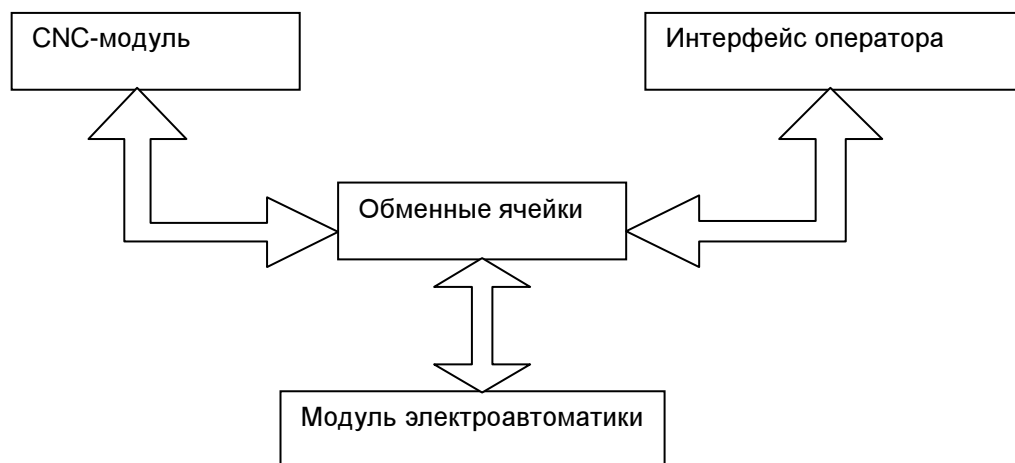 CNC-модуль
Интерфейс оператора
Обменные ячейки
Модуль электроавтоматики